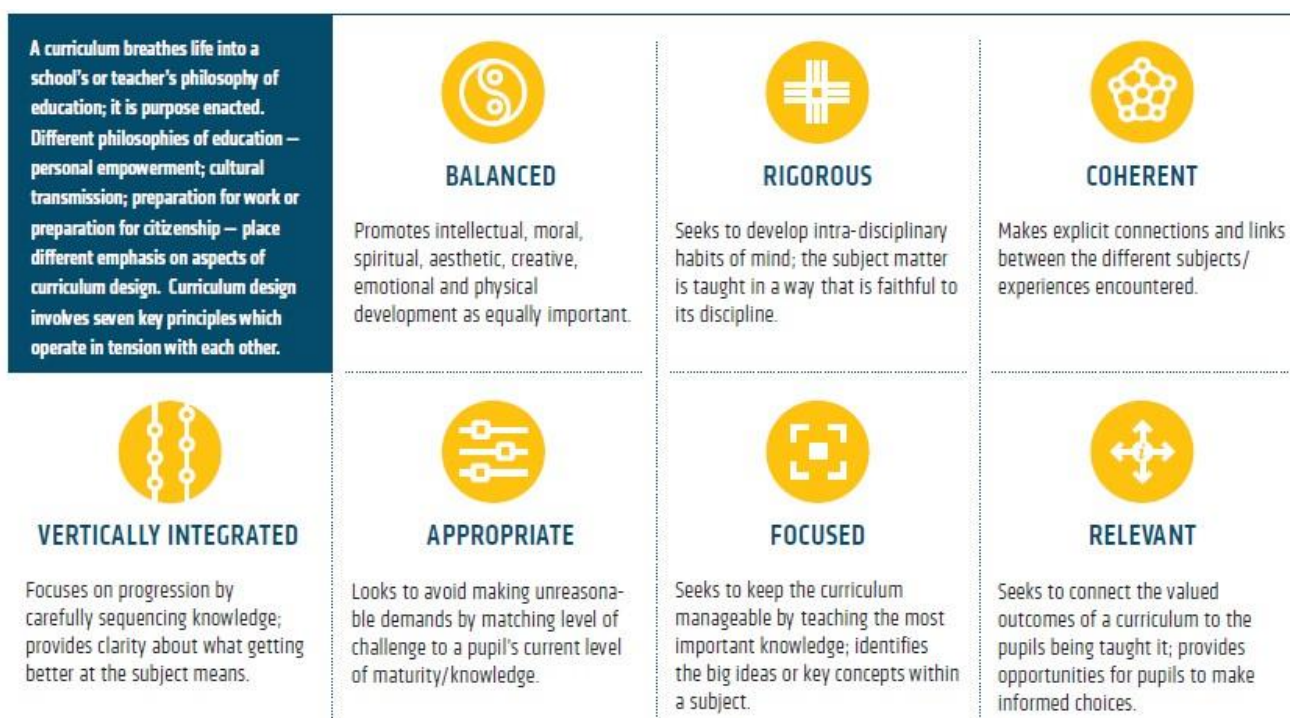 A curriculum breathes life into a
school's or teacher's philosophy of
education; it is purpose enacted.
Different philosophies of education —
personal empowerment; cultural
transmission; preparation for work or
preparation for citizenship — place
different emphasis on aspects of
curriculum design. Curriculum design
involves seven key principles which
operate in tension with each other.
BALANCED
Promotes intellectual, moral,
spiritual, aesthetic, creative,
emotional and physical
development as equally important.
RIGOROUS
Seeks to develop intra-disciplinary
habits of mind; the subject matter
is taught in a way that is faithful to
its discipline.
COHERENT
Makes explicit connections and links
between the different subjects/
experiences encountered.
VERTICALLY INTEGRATED
Focuses on progression by
carefully sequencing knowledge;
provides clarity about what getting
better at the subject means.
APPROPRIATE
Looks to avoid making unreasona-
ble demands by matching level of
challenge to a pupil's current level
of maturity/knowledge.
FOCUSED
Seeks to keep the curriculum
manageable by teaching the most
important knowledge; identifies
the big ideas or key concepts within
a subject.
i
RELEVANT
Seeks to connect the valued
outcomes of a curriculum to the
pupils being taught it; provides
opportunities for pupils to make
informed choices.